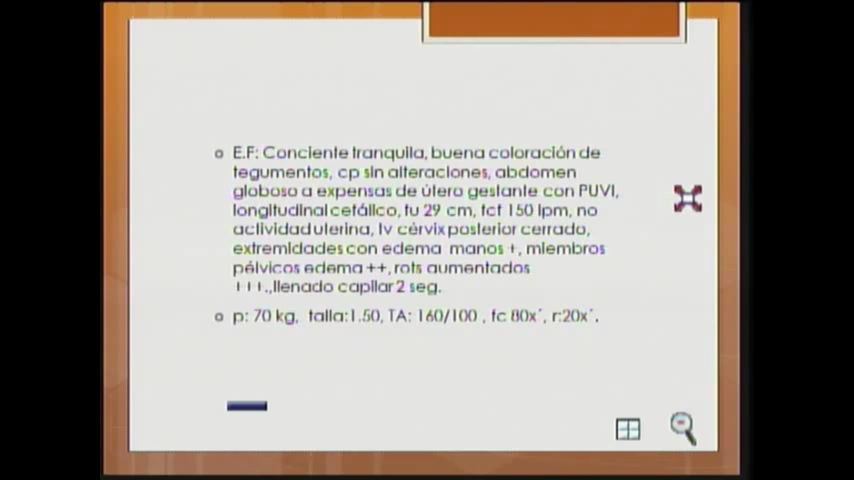 E.F: Conciente tranquila, buena coloración de
tegumentos, cp sin alteraciones, abdomen
globoso a expensas de útero gestante con PUVI,
longitudinal cefálico, fu 29 cm, fcf 150 lpm, no
actividad uterina, tv cérvix posterior cerrado,
extremidades con edema manos +, miembros
pélvicos edema ++, rots aumentados
+++.,llenado capilar 2 seg.
p: 70 kg, talla:1.50, TA: 160/100 , fc 80x´, r:20x´.